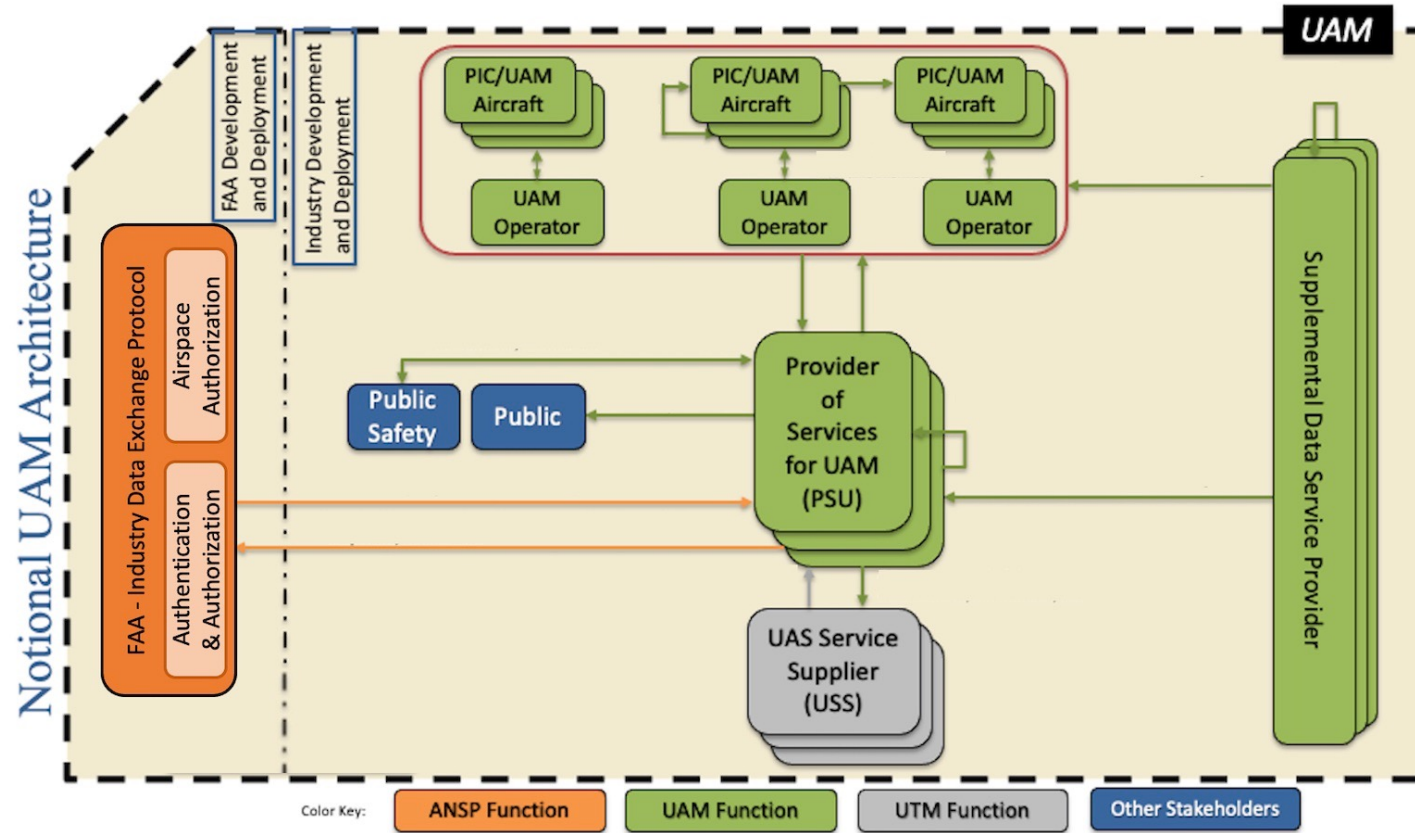 UAM
Notional UAM Architecture
FAA Development
and Deployment
Industry Development
and Deployment
PIC/UAM
Aircraft
PIC/UAM
Aircraft
PIC/UAM
Aircraft
UAM
Operator
UAM
Operator
UAM
Operator
FAA - Industry Data Exchange Protocol
Airspace
Authorization
Authentication
& Authorization
Public
Safety
Public
Provider
of
Services
for UAM
(PSU)
Supplemental Data Service Provider
UAS Service
Supplier
(USS)
Color Key:
ANSP Function
UAM Function
UTM Function
Other Stakeholders